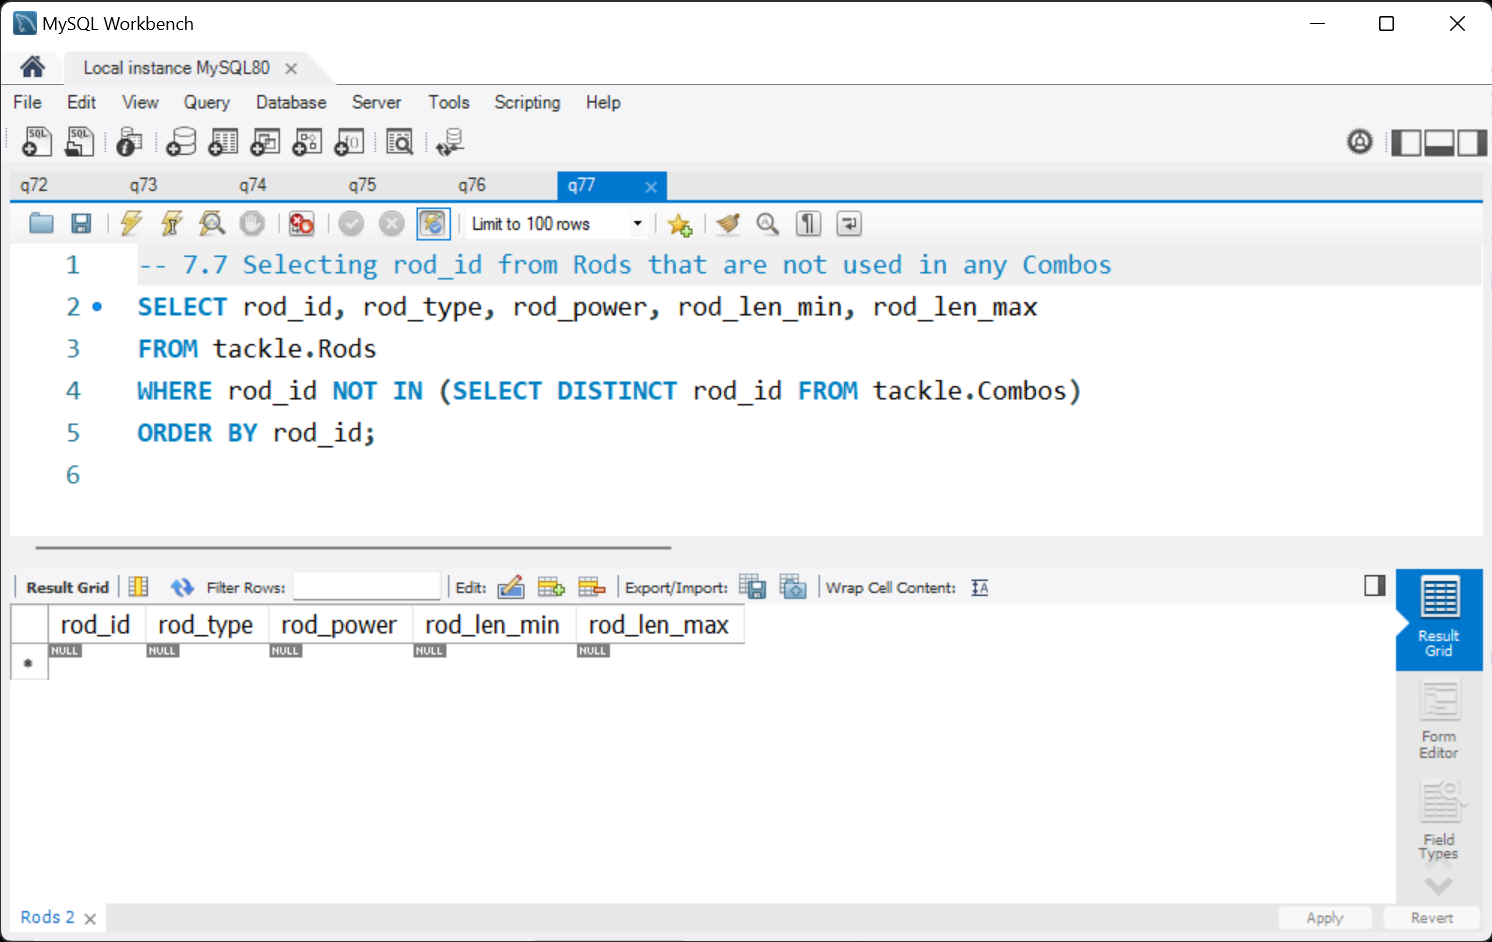 MySQL Workbench
Local instance MySQL80
File Edit View Query Database Server Tools Scripting Help
q72 q73 q74 q75 q76 q77
Limit to 100 rows
1 -- 7.7 Selecting rod_id from Rods that are not used in any Combos
2 SELECT rod_id, rod_type, rod_power, rod_len_min, rod_len_max
3 FROM tackle.Rods
4 WHERE rod_id NOT IN (SELECT DISTINCT rod_id FROM tackle.Combos)
5 ORDER BY rod_id;
6
Result Grid Filter Rows: Edit: Export/Import: Wrap Cell Content: IA
rod_id rod_type rod_power rod_len_min rod_len_max
* NULL NULL NULL NULL NULL
Result
Grid
Form
Editor
Field
Types
Rods 2
Apply Revert